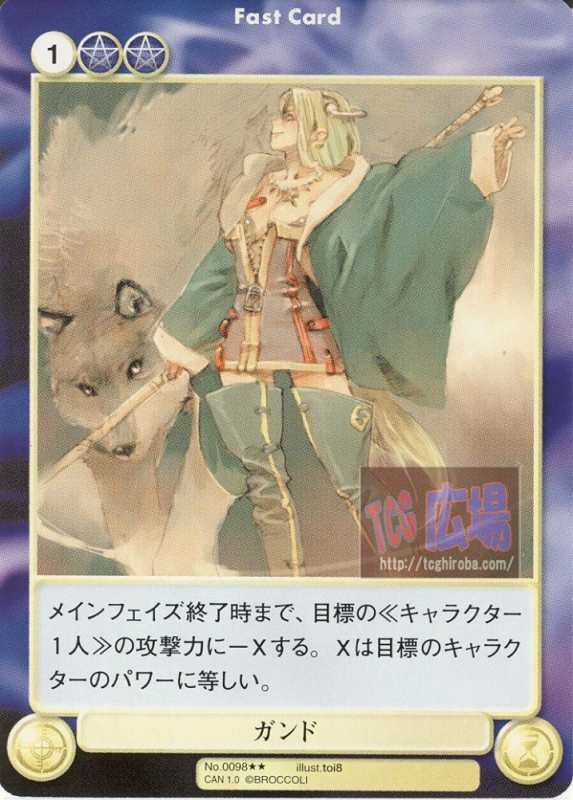 Fast Card
1
TCG 広場
http://tcghiroba.com/
メインフェイズ終了時まで、目標の≪キャラクター
1人≫の攻撃力に－Xする。Xは目標のキャラク
ターのパワーに等しい。
ガンド
No.0098★★ illust.toi8
CAN 1.0 ©BROCCOLI